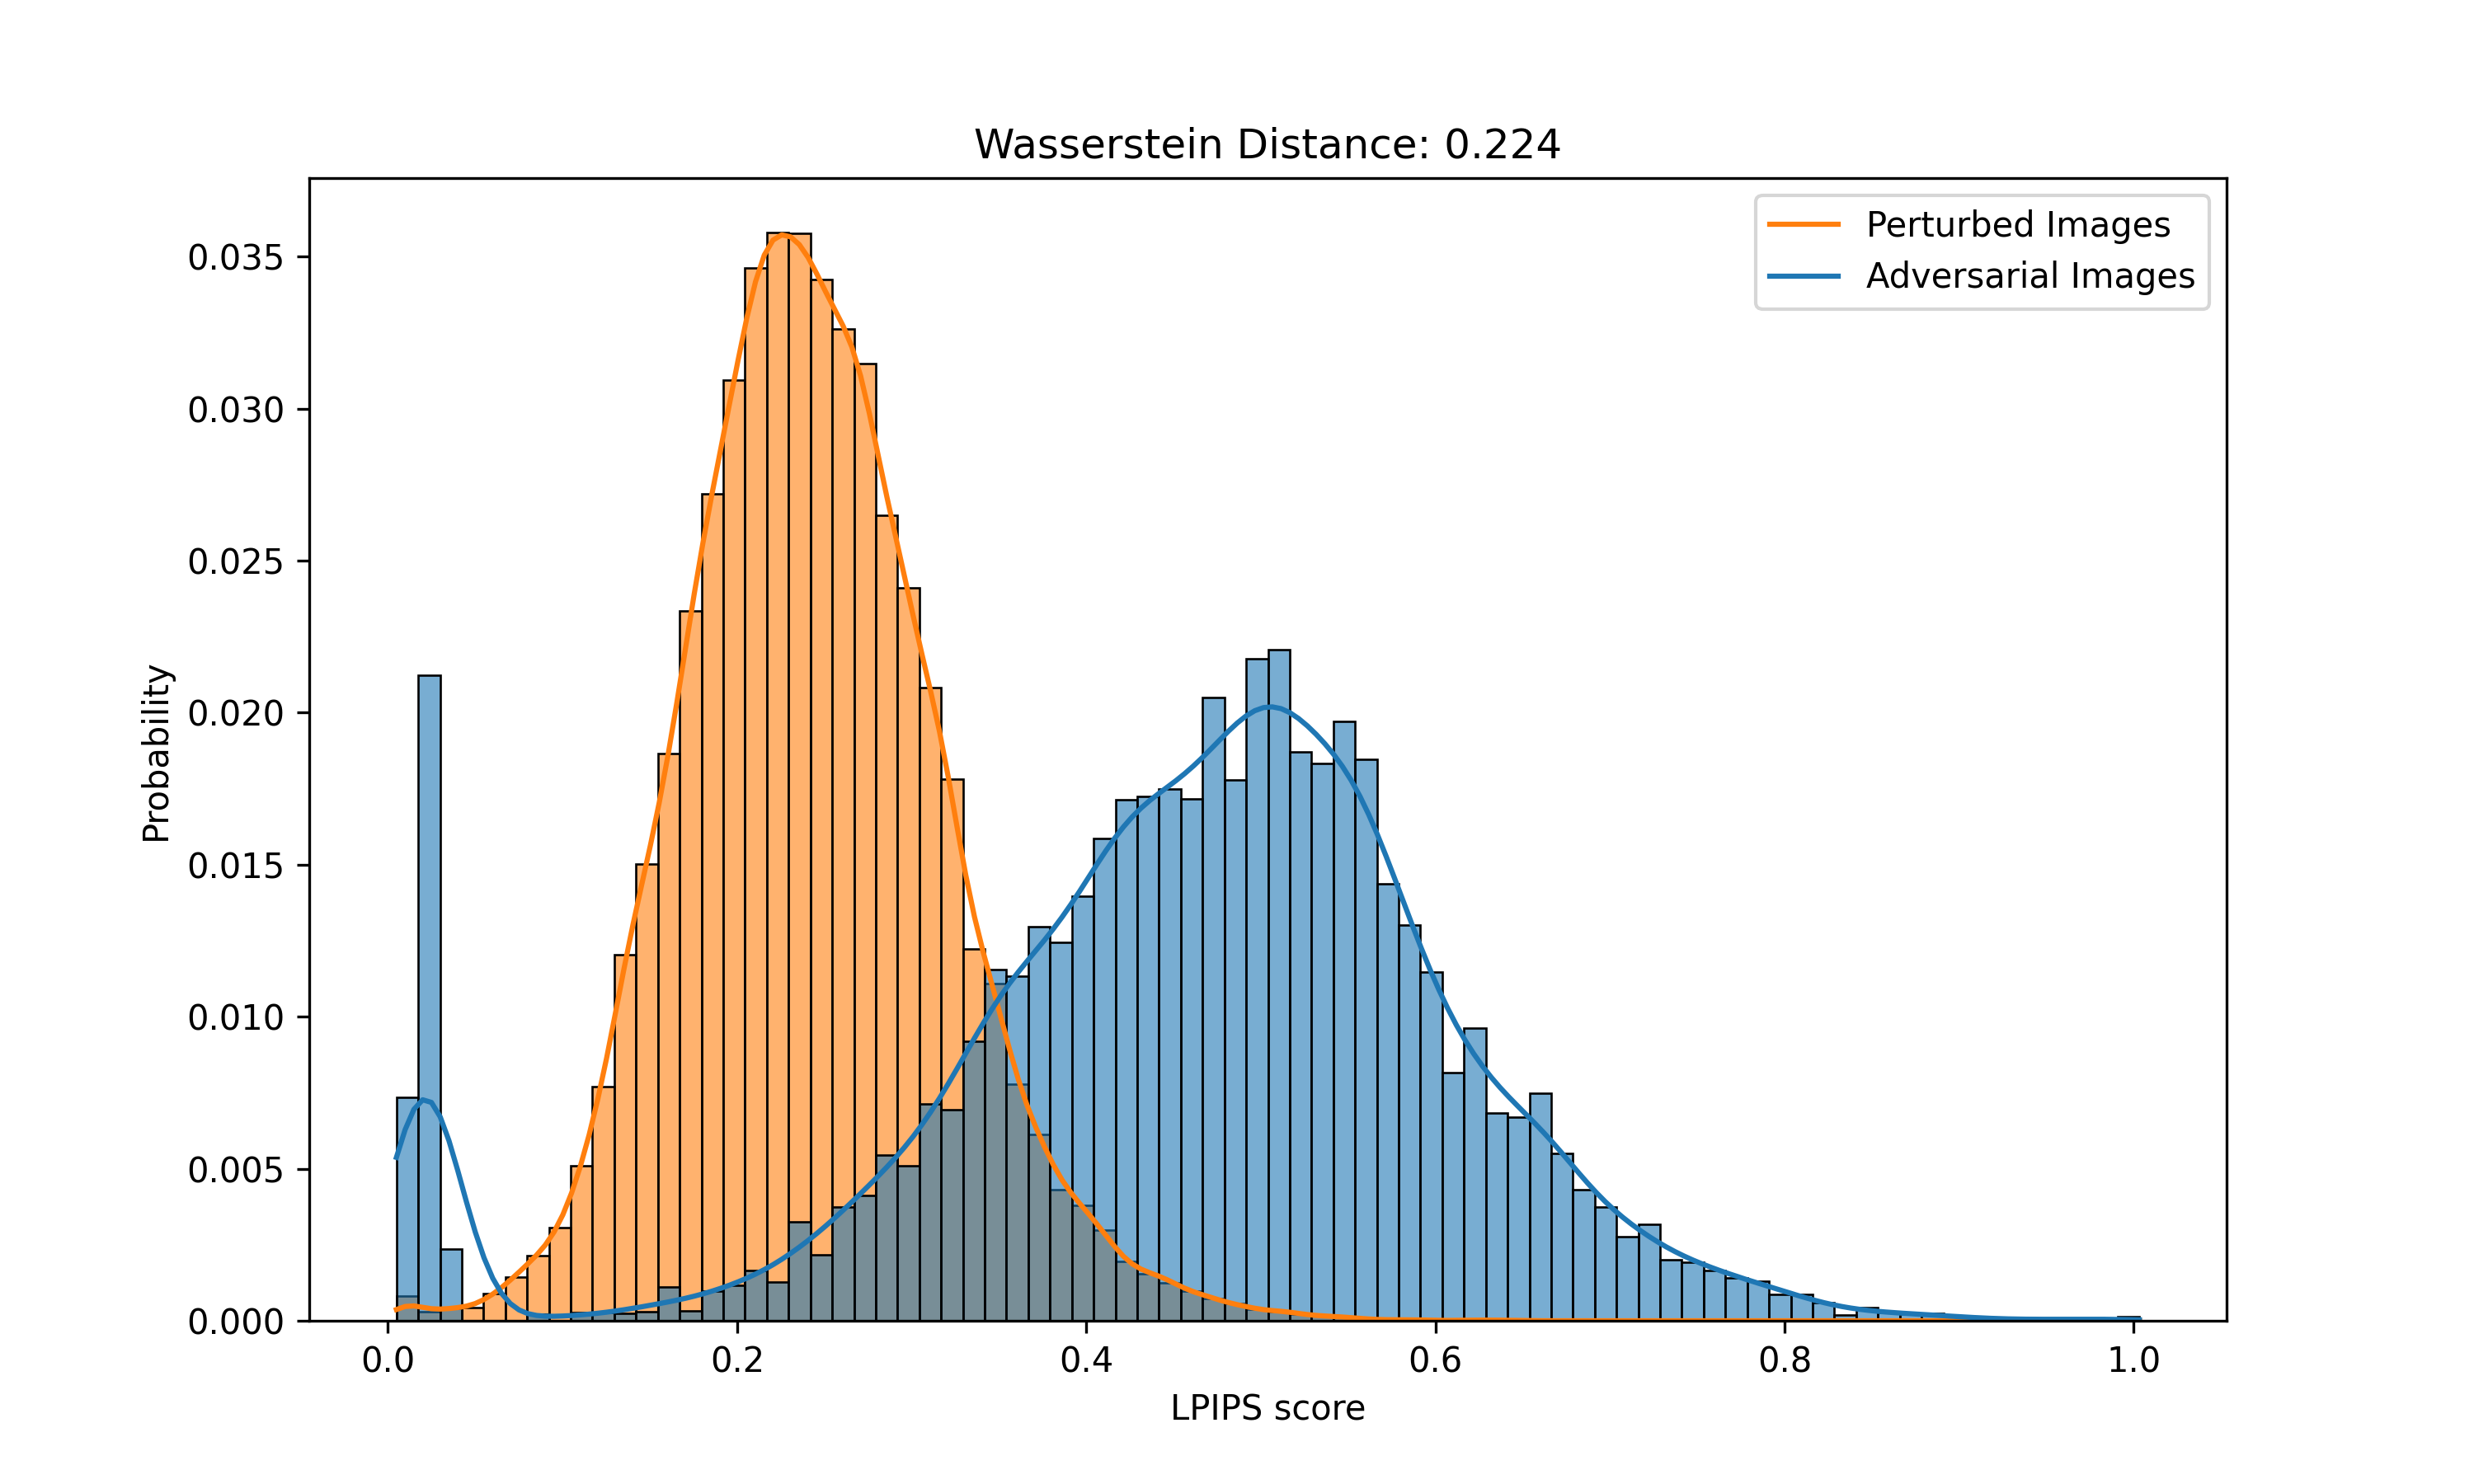 Wasserstein Distance: 0.224
Perturbed Images
Adversarial Images
Probability
0.035
0.030
0.025
0.020
0.015
0.010
0.005
0.000
0.0 0.2 0.4 0.6 0.8 1.0
LPIPS score